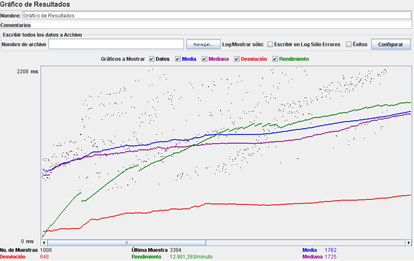 Gráfico de Resultados
Nombre: Gráfico de Resultados
Comentarios
Escribir todos los datos a Archivo
Nombre de archivo Navegar... Log/Mostrar sólo: Escribir en Log Sólo Errores Éxitos Configurar
Gráficos a Mostrar Datos Media Mediana Desviación Rendimiento
2208 ms
0 ms
No. de Muestras 1000 Última Muestra 3384 Media 1762
Desviación 648 Rendimiento 12.981,393/minuto Mediana 1725